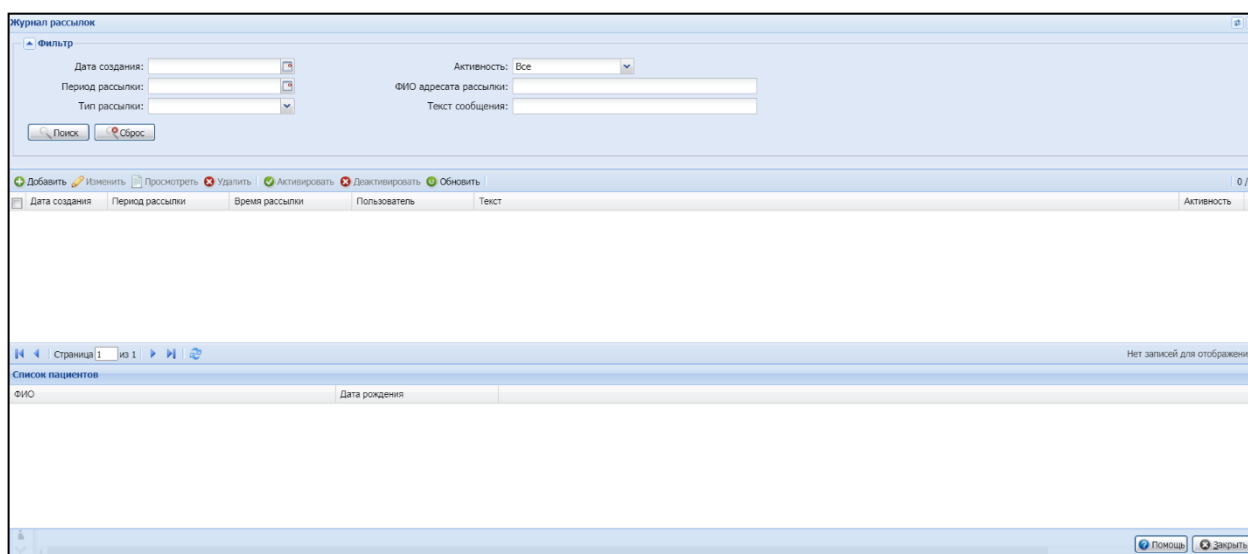 Журнал рассылок
Фильтр
Дата создания: Активность: Все
Период рассылки: ФИО адресата рассылки:
Тип рассылки: Текст сообщения:
Поиск Сброс
Добавить Изменить Просмотреть Удалить Активировать Деактивировать Обновить 0 /
Дата создания Период рассылки Время рассылки Пользователь Текст Активность
Страница 1 из 1 Нет записей для отображени
Список пациентов
ФИО Дата рождения
Помощь Закрыть